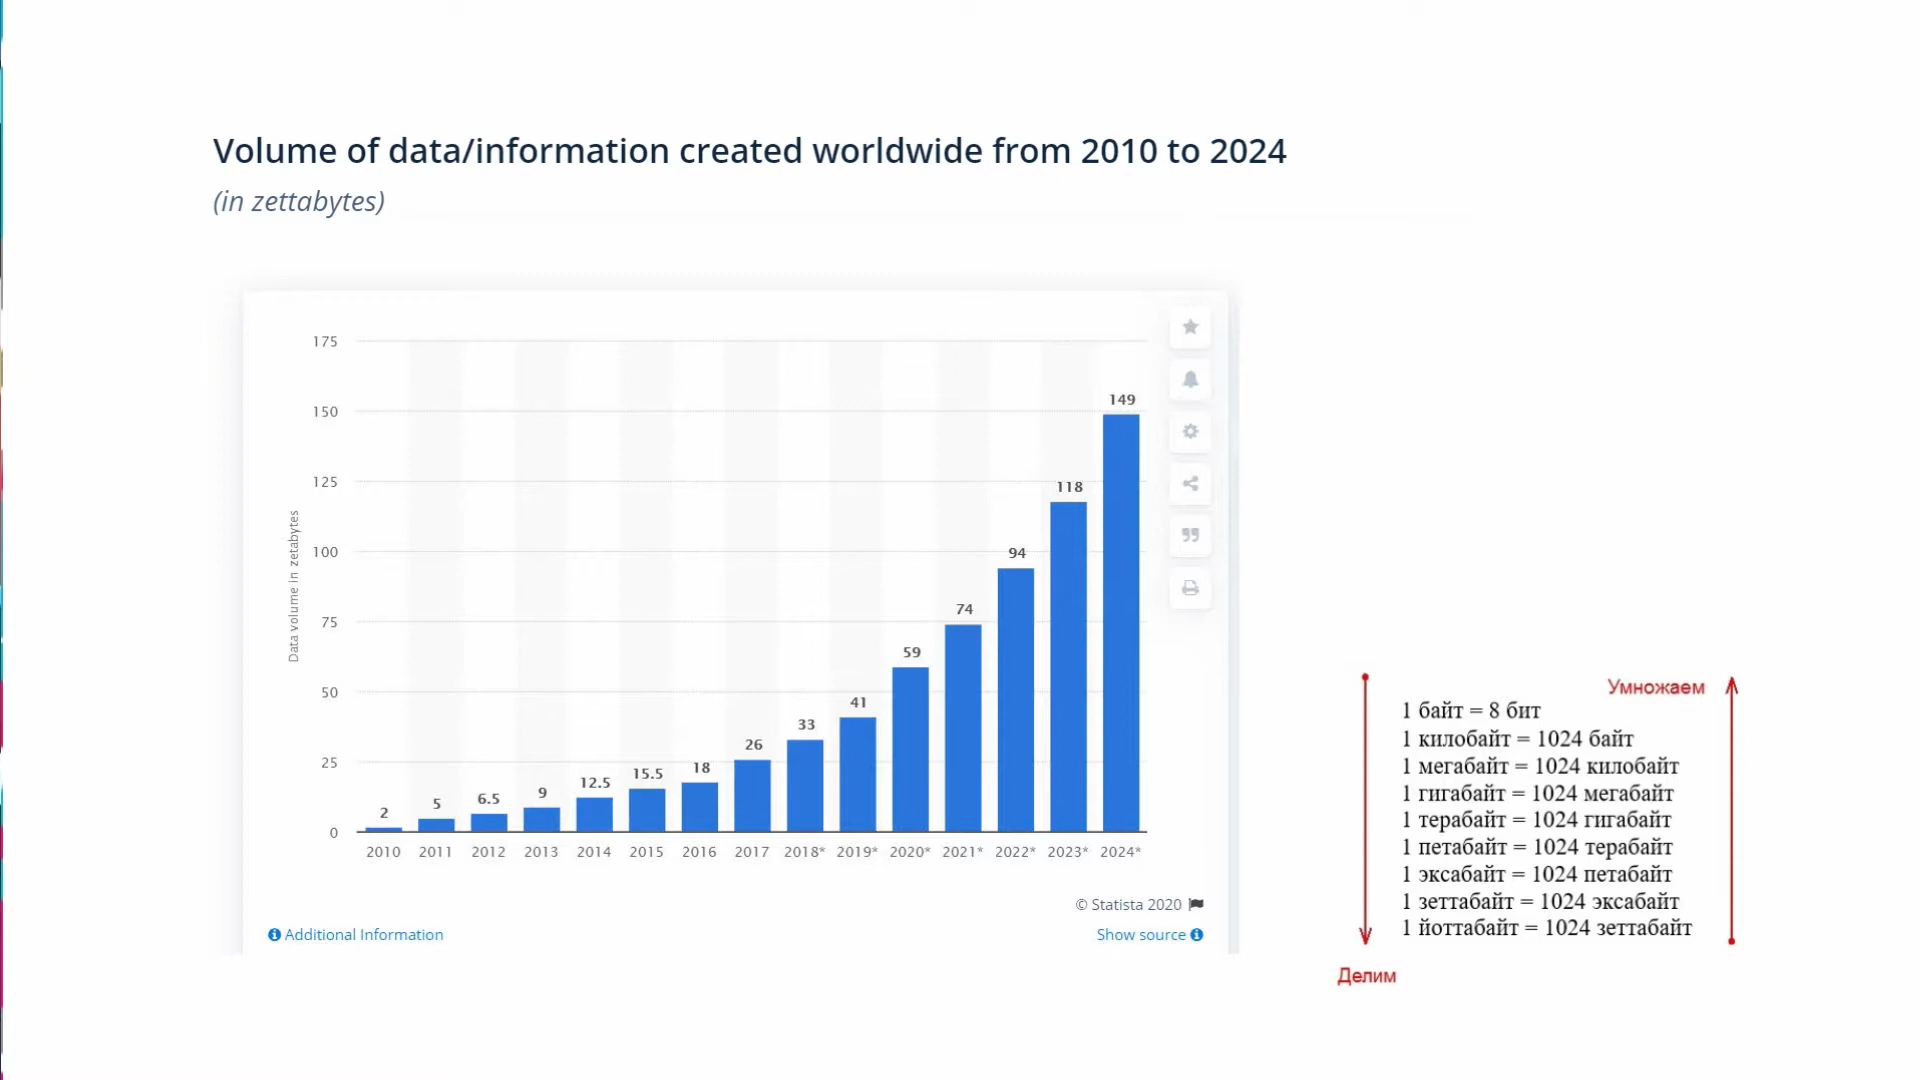 Volume of data/information created worldwide from 2010 to 2024
(in zettabytes)
Data volume in zetabytes
175
150
125
100
75
50
25
0
2
5
6.5
9
12.5
15.5
18
26
33
41
59
74
94
118
149
2010 2011 2012 2013 2014 2015 2016 2017 2018* 2019* 2020* 2021* 2022* 2023* 2024*
© Statista 2020
Additional Information
Show source
Умножаем
1 байт = 8 бит
1 килобайт = 1024 байт
1 мегабайт = 1024 килобайт
1 гигабайт = 1024 мегабайт
1 терабайт = 1024 гигабайт
1 петабайт = 1024 терабайт
1 эксабайт = 1024 петабайт
1 зеттабайт = 1024 эксабайт
1 йоттабайт = 1024 зеттабайт
Делим